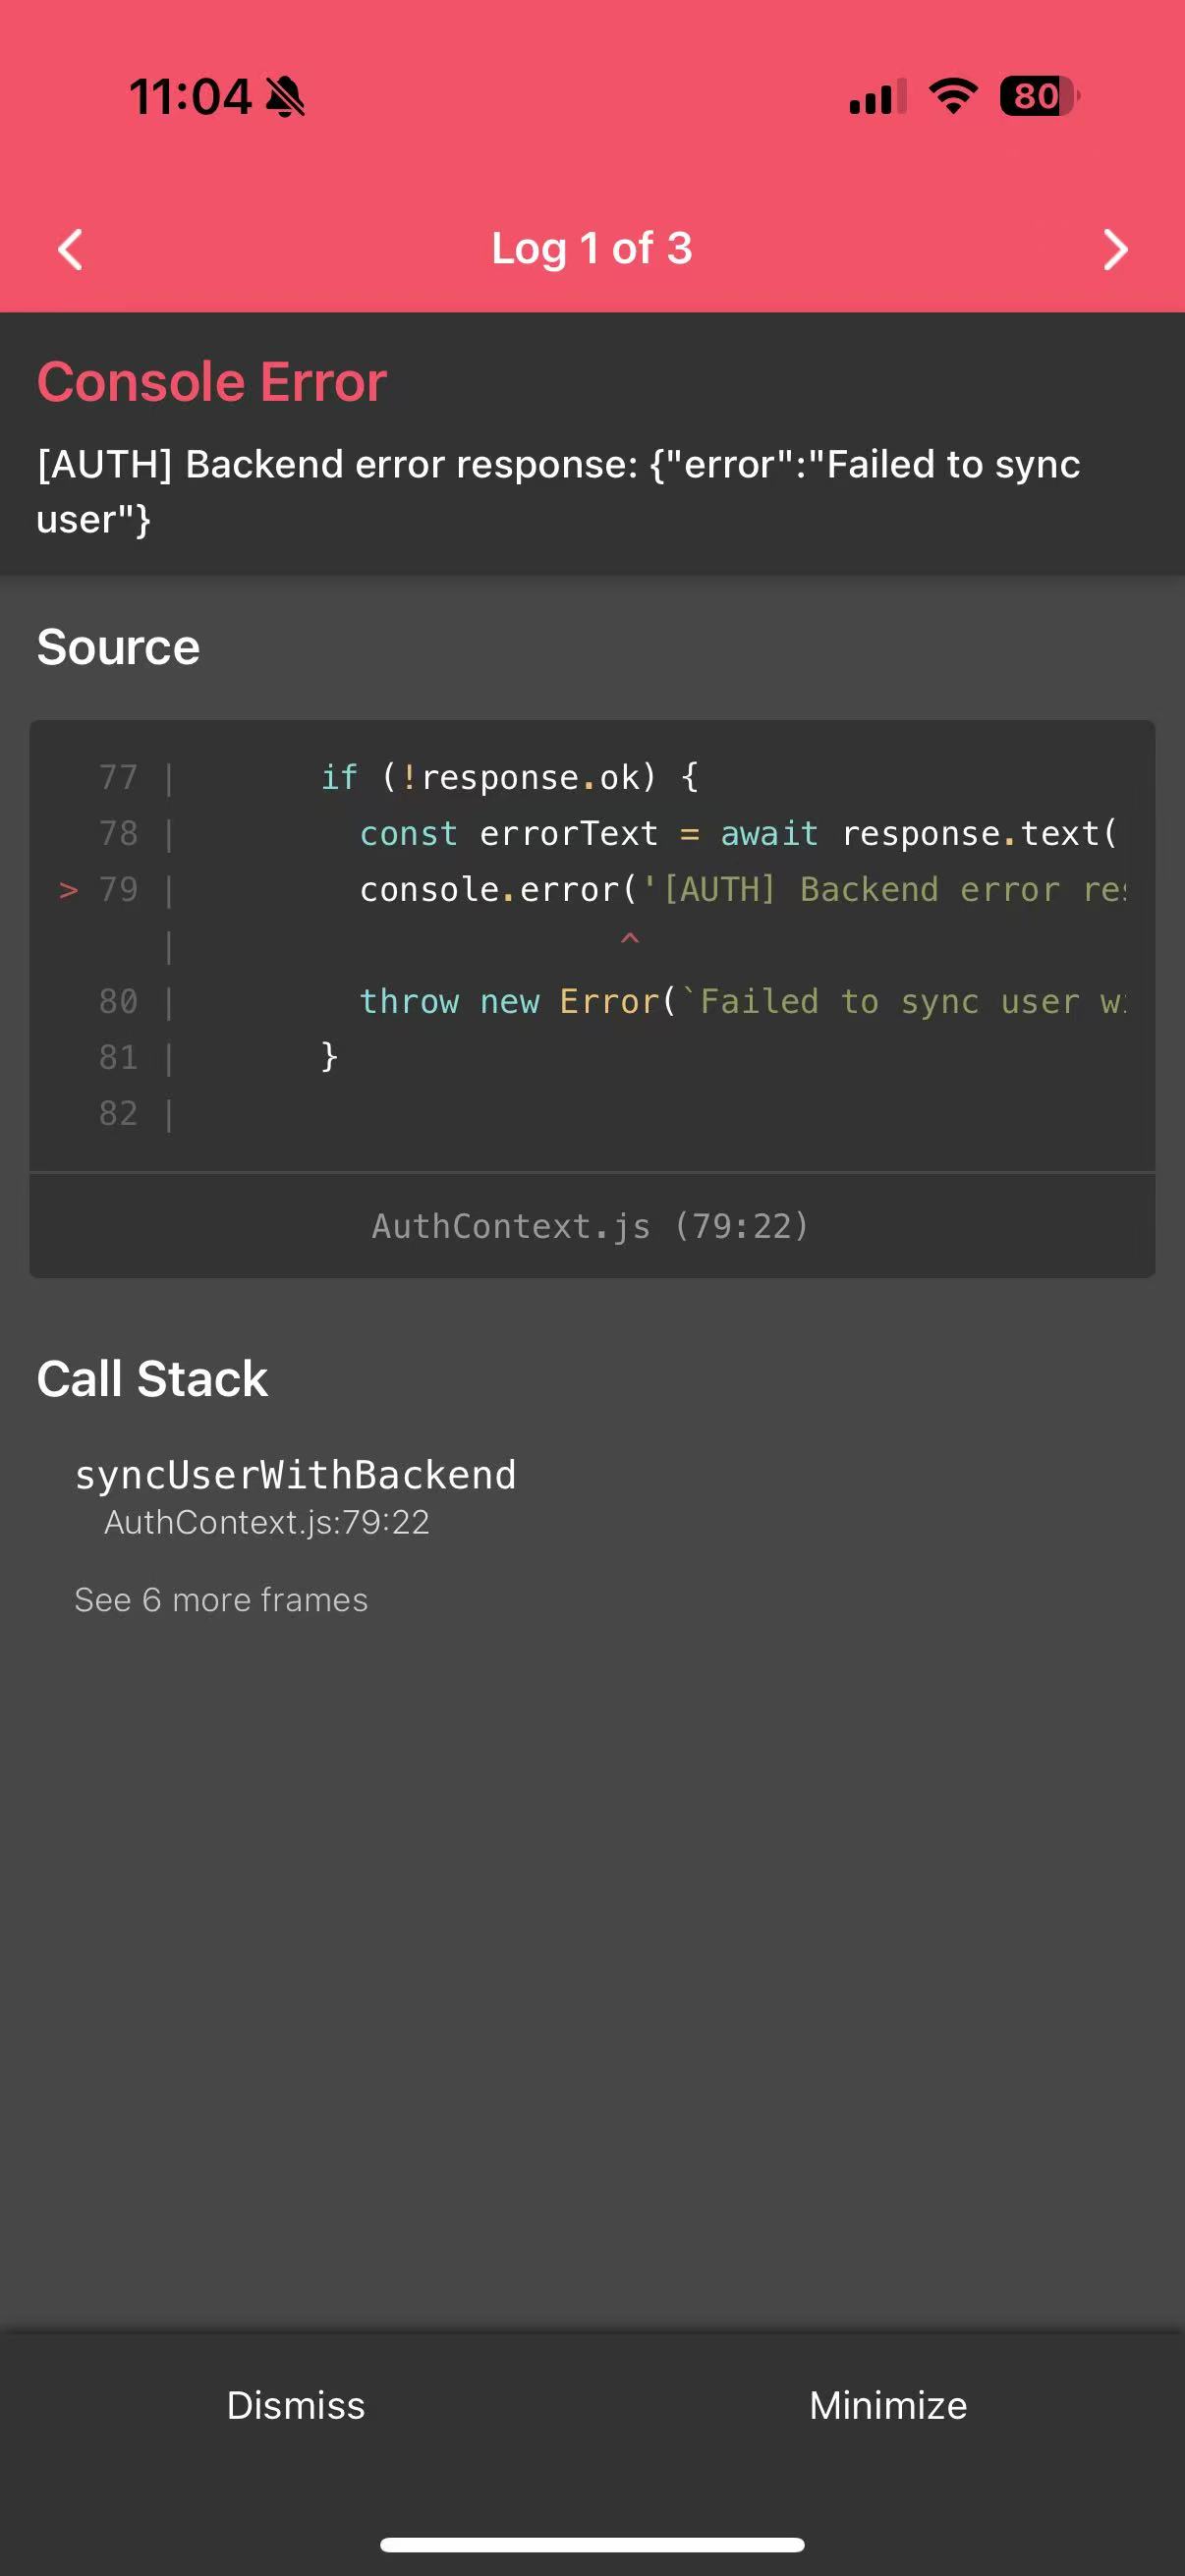 11:04
80
Log 1 of 3
Console Error
[AUTH] Backend error response: {"error":"Failed to sync
user"}
Source
77 |       if (!response.ok) {
78 |         const errorText = await response.text(
> 79 |         console.error('[AUTH] Backend error
|                      ^
80 |         throw new Error(`Failed to sync user
81 |       }
82 |
AuthContext.js (79:22)
Call Stack
syncUserWithBackend
AuthContext.js:79:22
See 6 more frames
Dismiss
Minimize